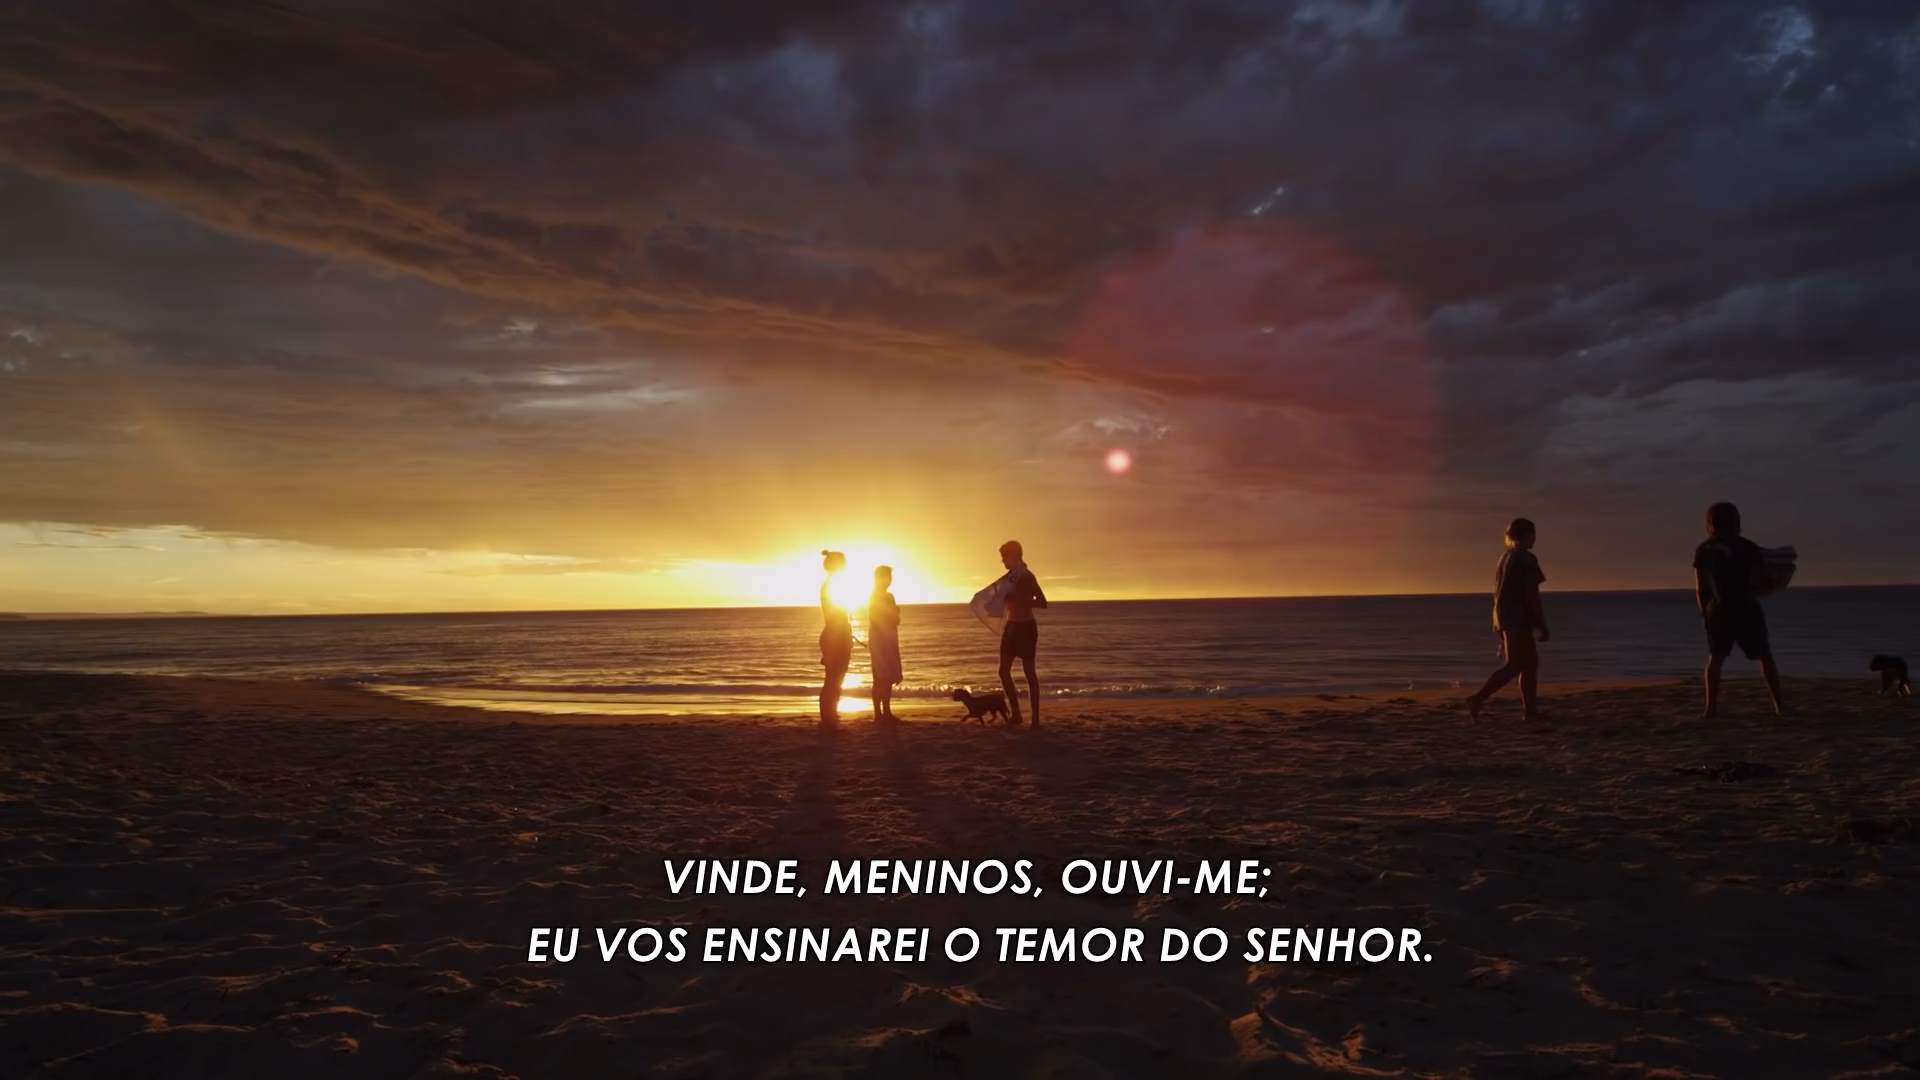 VINDE, MENINOS, OUVI-ME;
EU VOS ENSINAREI O TEMOR DO SENHOR.